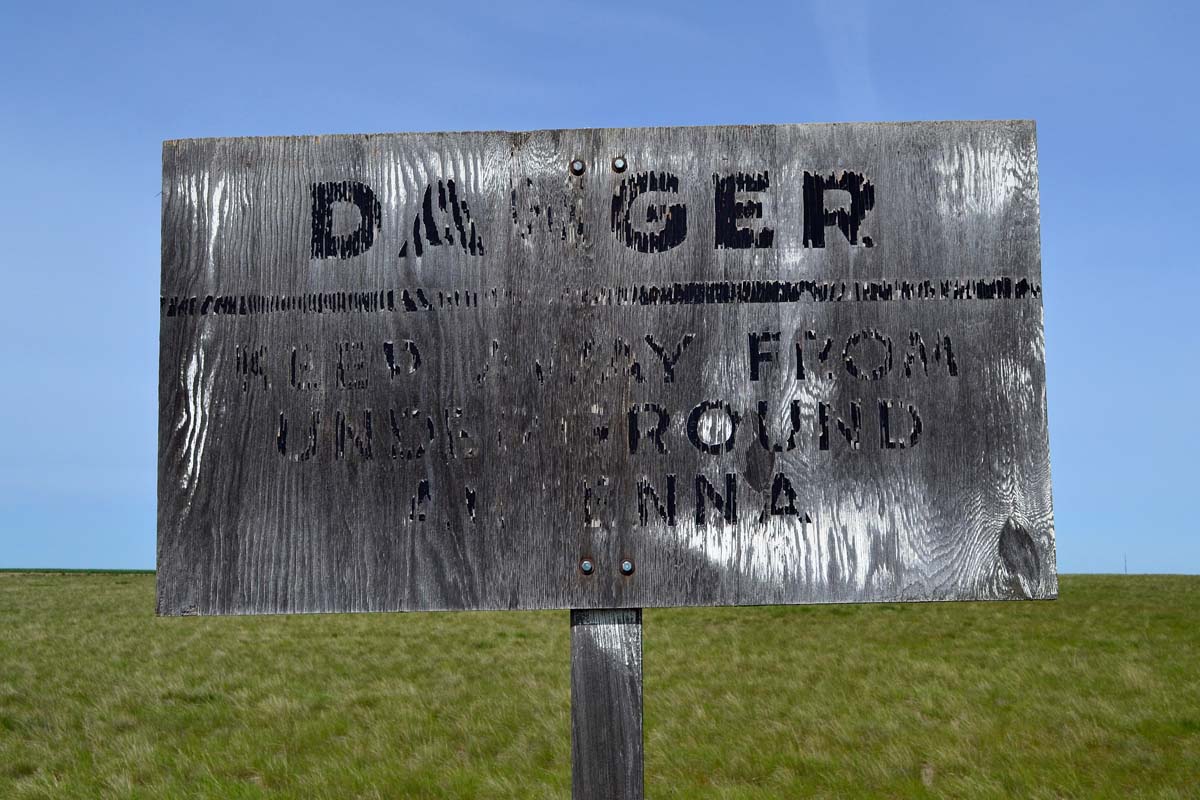 DANGER
KEEP AWAY FROM
UNDERGROUND
ANTENNA